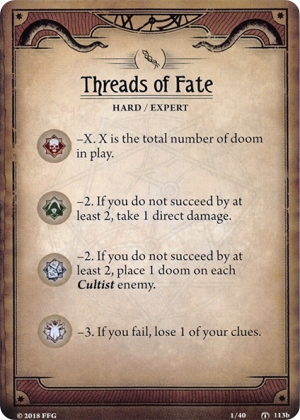 Threads of Fate
HARD / EXPERT
–X. X is the total number of doom
in play.
–2. If you do not succeed by at
least 2, take 1 direct damage.
–2. If you do not succeed by at
least 2, place 1 doom on each
Cultist enemy.
–3. If you fail, lose 1 of your clues.
© 2018 FFG
1/40
113b